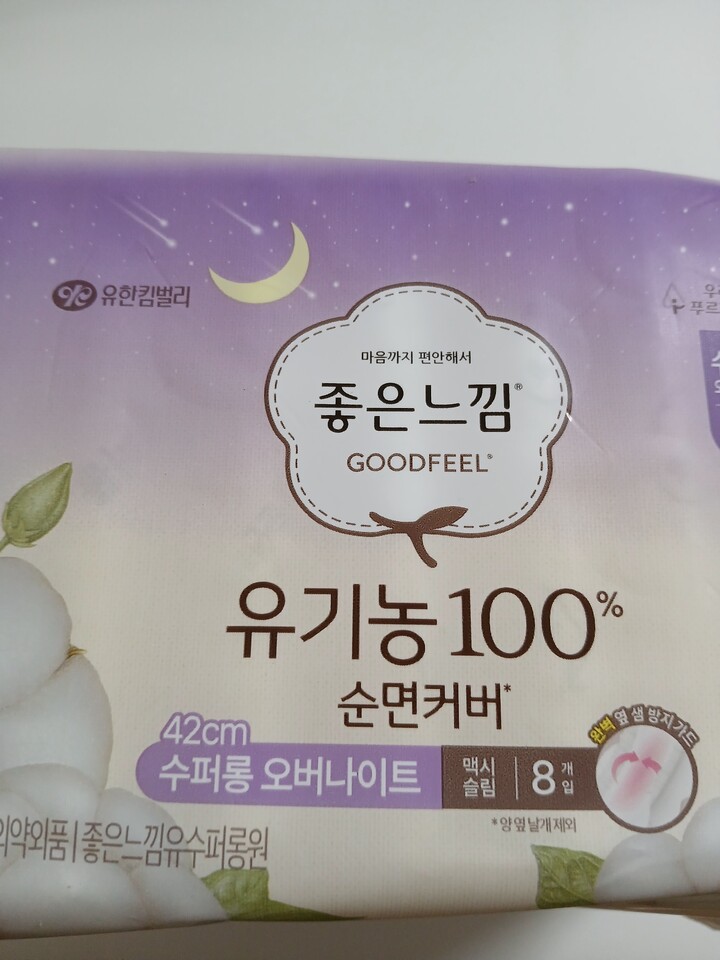 유한킴벌리
마음까지 편안해서
좋은느낌®
GOODFEEL®
유기농 100%
순면커버*
42cm
수퍼롱 오버나이트
맥시
슬림
8개입
완벽 옆 샘 방지 가드
*양 옆날개 제외
의약외품 | 좋은느낌유수퍼롱원